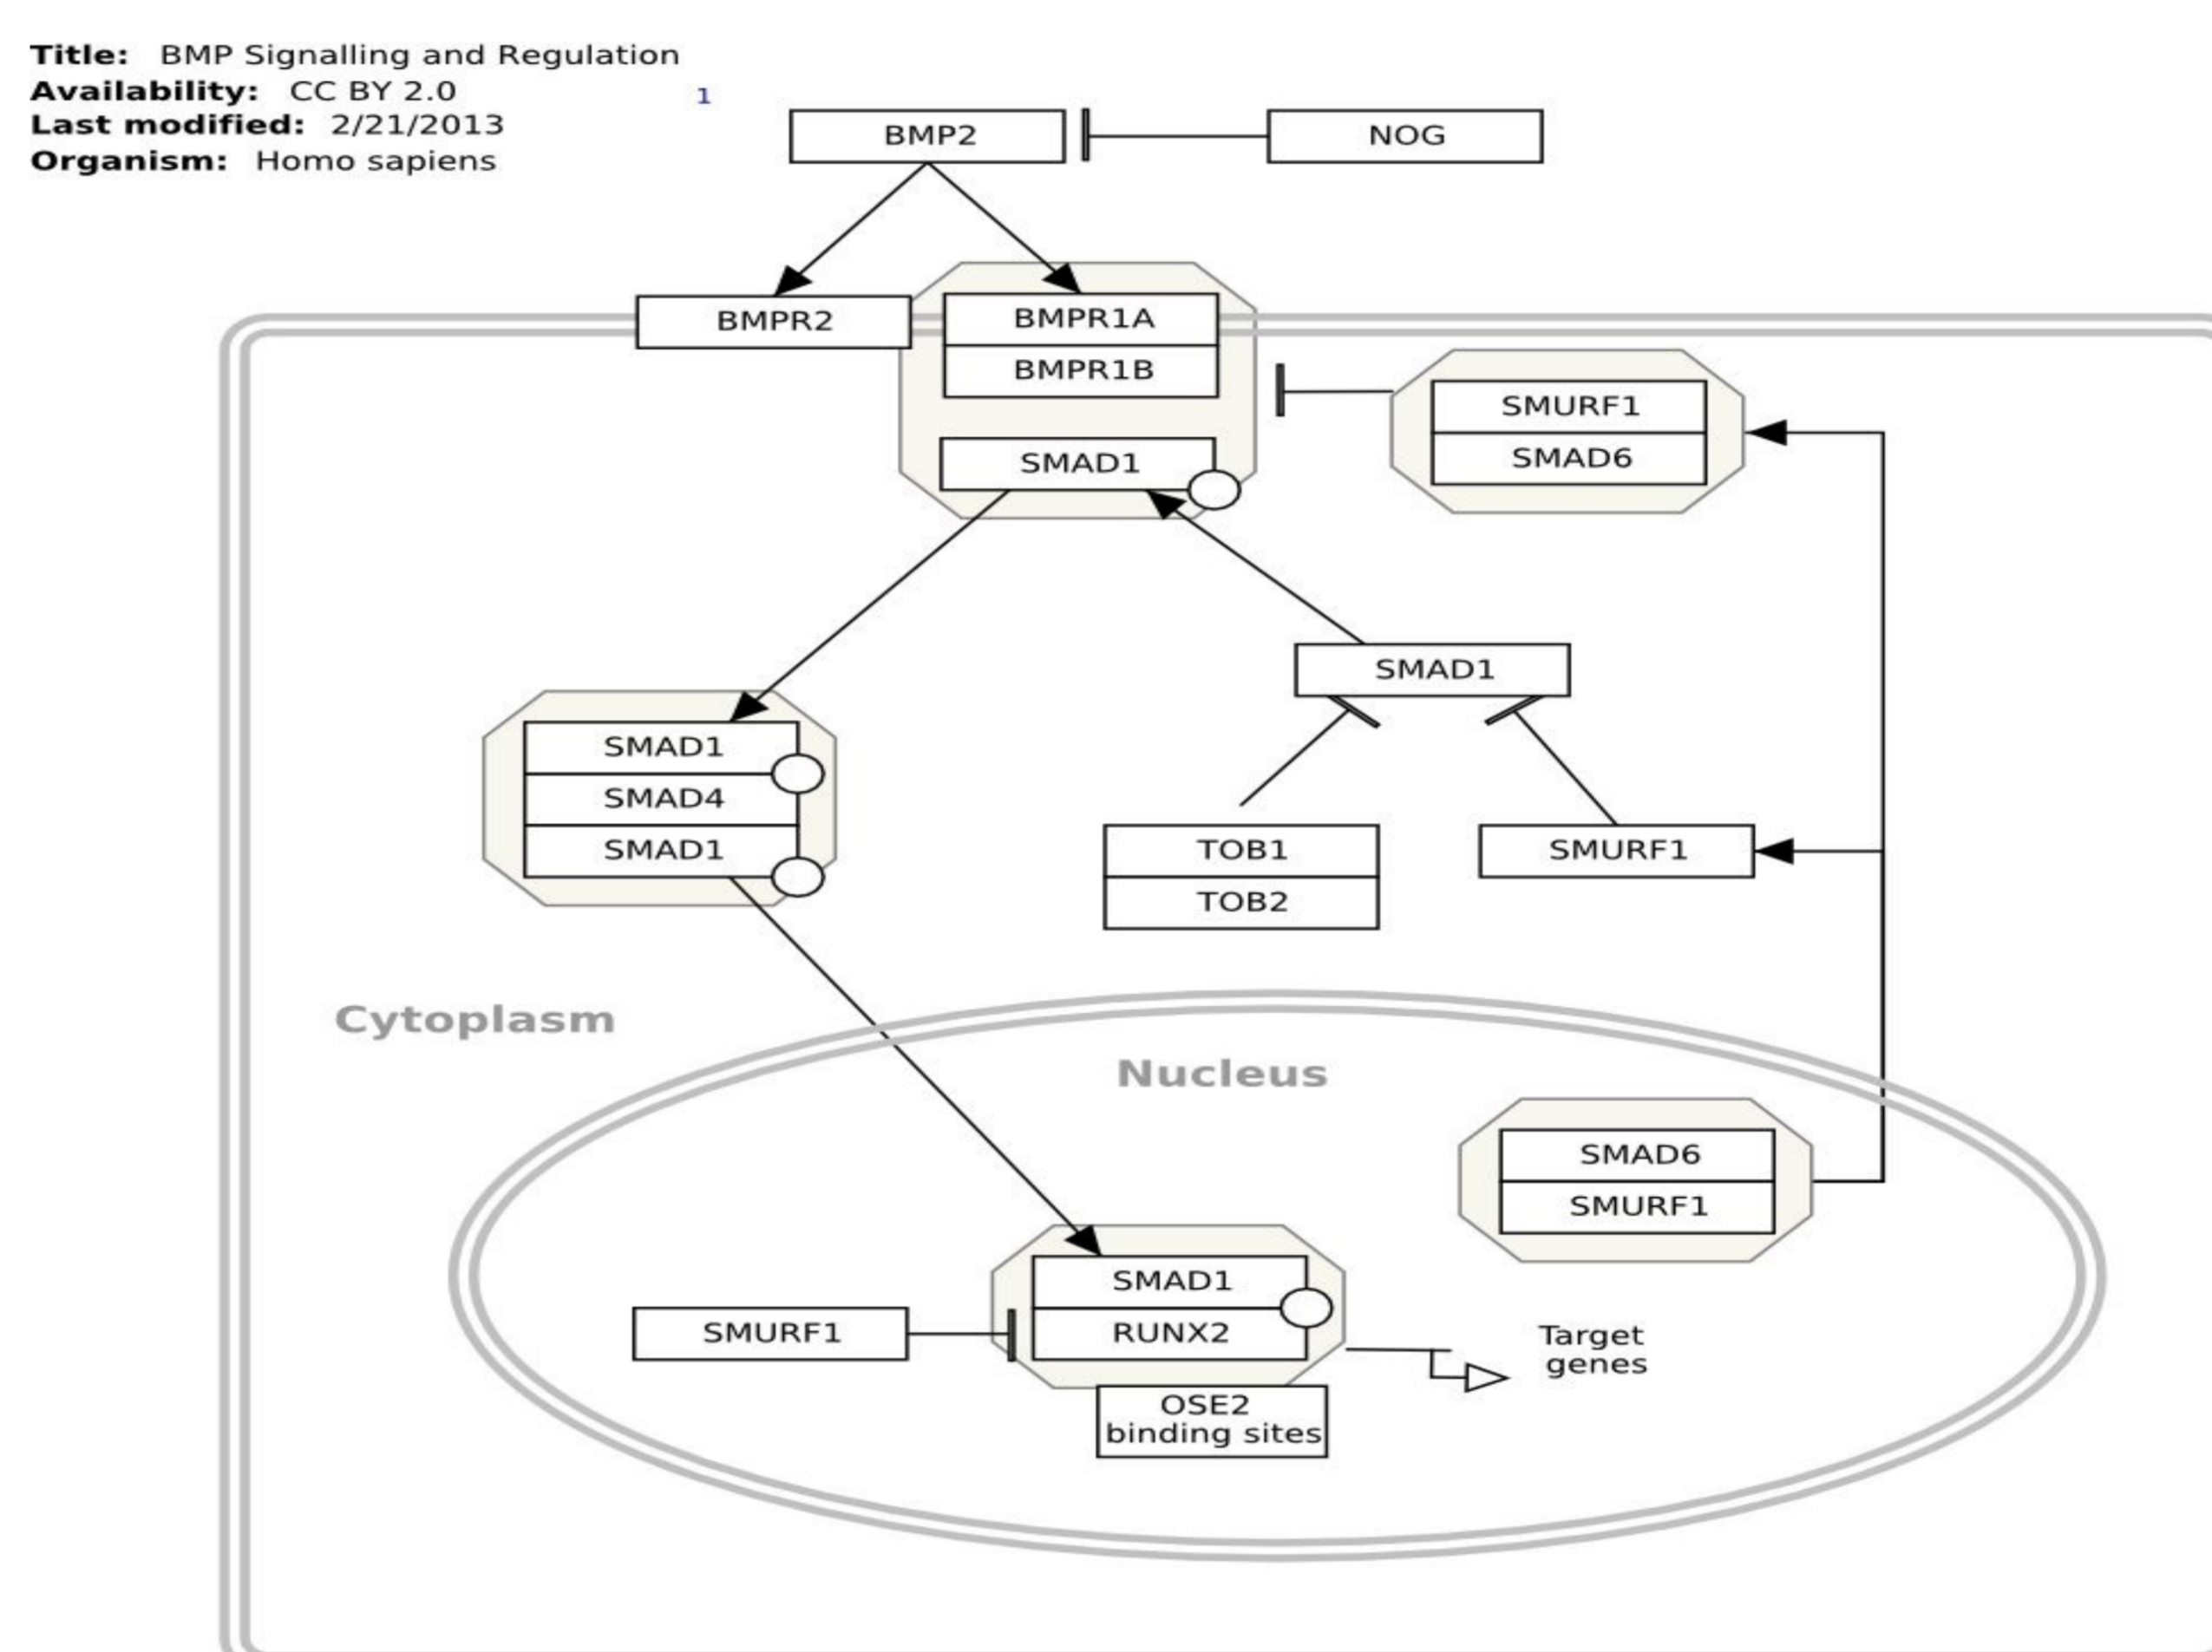 Title: BMP Signalling and Regulation
Availability: CC BY 2.0
Last modified: 2/21/2013
Organism: Homo sapiens
1
BMP2
NOG
BMPR2
BMPR1A
BMPR1B
SMAD1
SMURF1
SMAD6
SMAD1
SMAD1
SMAD4
SMAD1
TOB1
TOB2
SMURF1
Cytoplasm
Nucleus
SMAD6
SMURF1
SMAD1
RUNX2
SMURF1
OSE2
binding sites
Target
genes